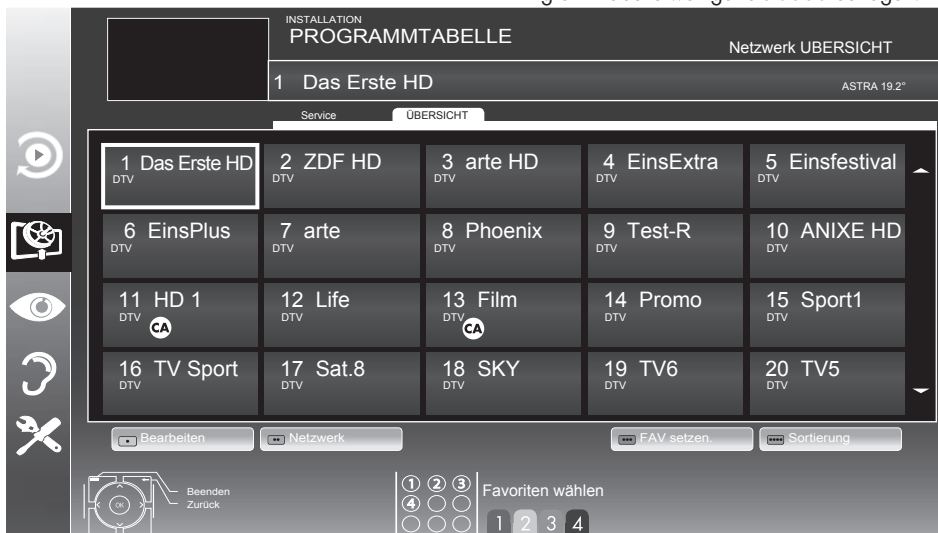 INSTALLATION
PROGRAMMTABELLE
Netzwerk UBERSICHT
1 Das Erste HD
ASTRA 19.2°
Service ÜBERSICHT
1 Das Erste HD
DTV
2 ZDF HD
DTV
3 arte HD
DTV
4 EinsExtra
DTV
5 Einsfestival
DTV
6 EinsPlus
DTV
7 arte
DTV
8 Phoenix
DTV
9 Test-R
DTV
10 ANIXE HD
DTV
11 HD 1
DTV
CA
12 Life
DTV
13 Film
DTV
CA
14 Promo
DTV
15 Sport1
DTV
16 TV Sport
DTV
17 Sat.8
DTV
18 SKY
DTV
19 TV6
DTV
20 TV5
DTV
Bearbeiten
Netzwerk
FAV setzen.
Sortierung
OK
Beenden
Zurück
1 2 3
4
Favoriten wählen
1 2 3 4